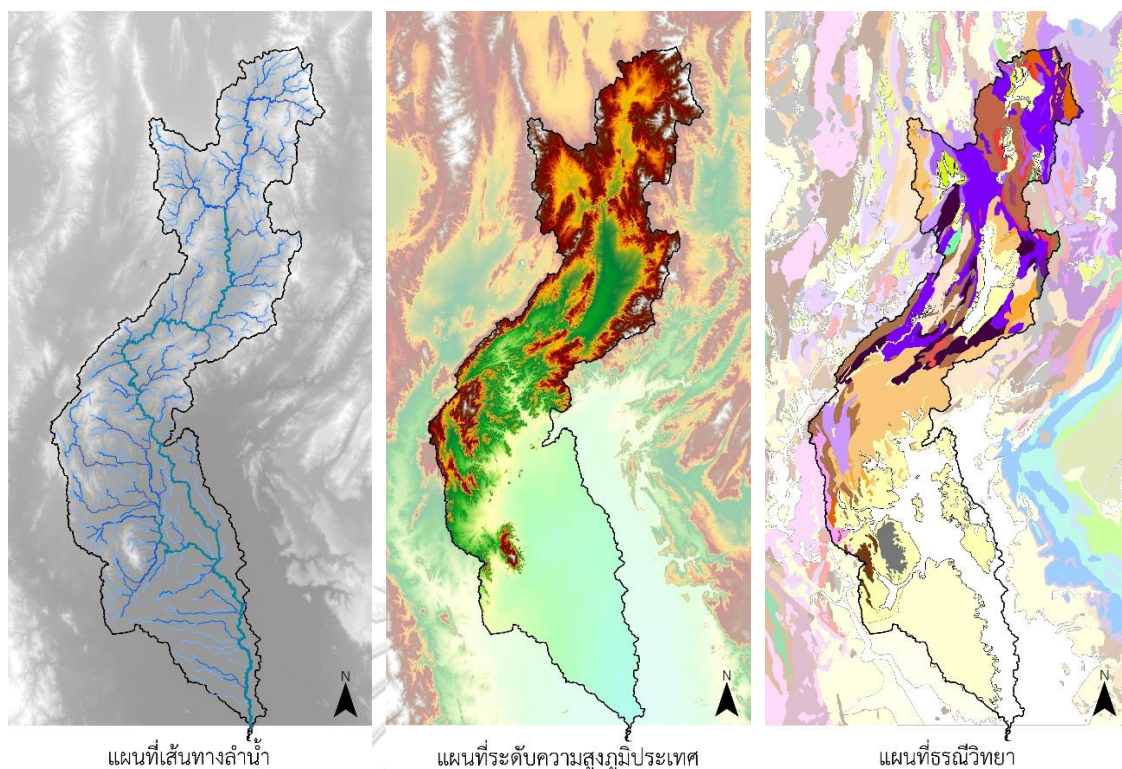 N
N
N
แผนที่เส้นทางลำน้ำ
แผนที่ระดับความสูงภูมิประเทศ
แผนที่ธรณีวิทยา